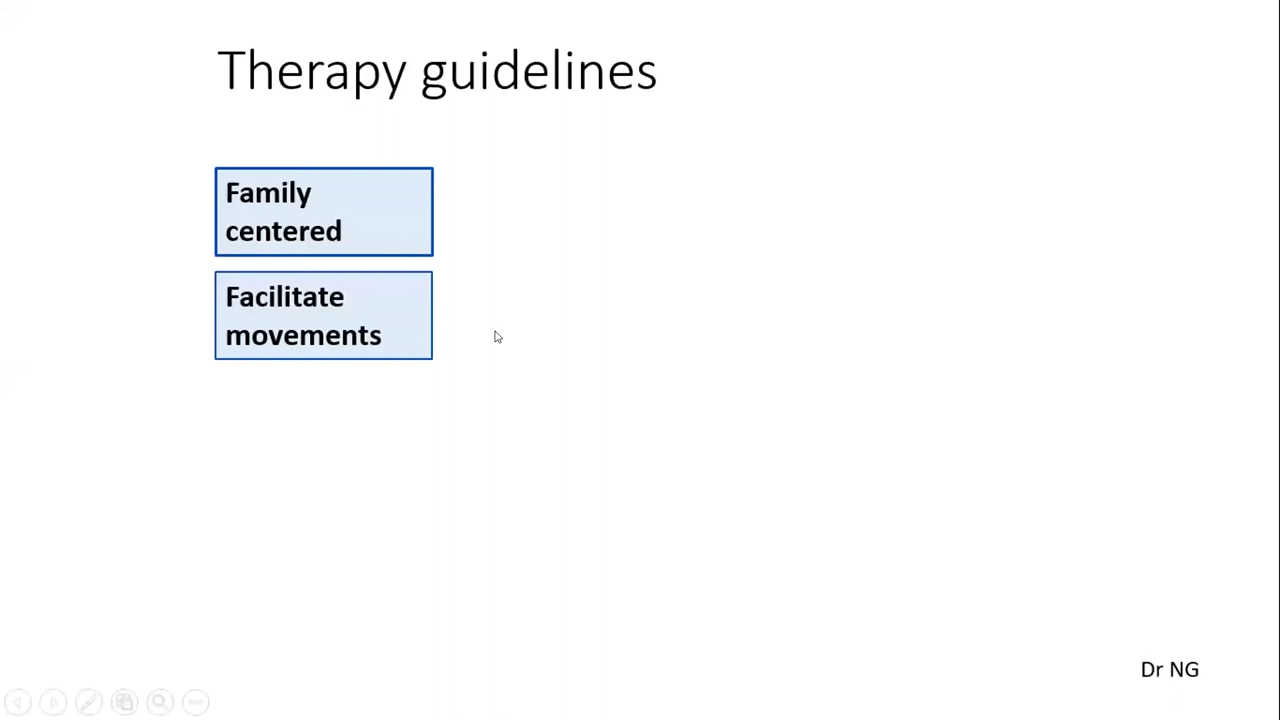 Therapy guidelines
Family
centered
Facilitate
movements
Dr NG